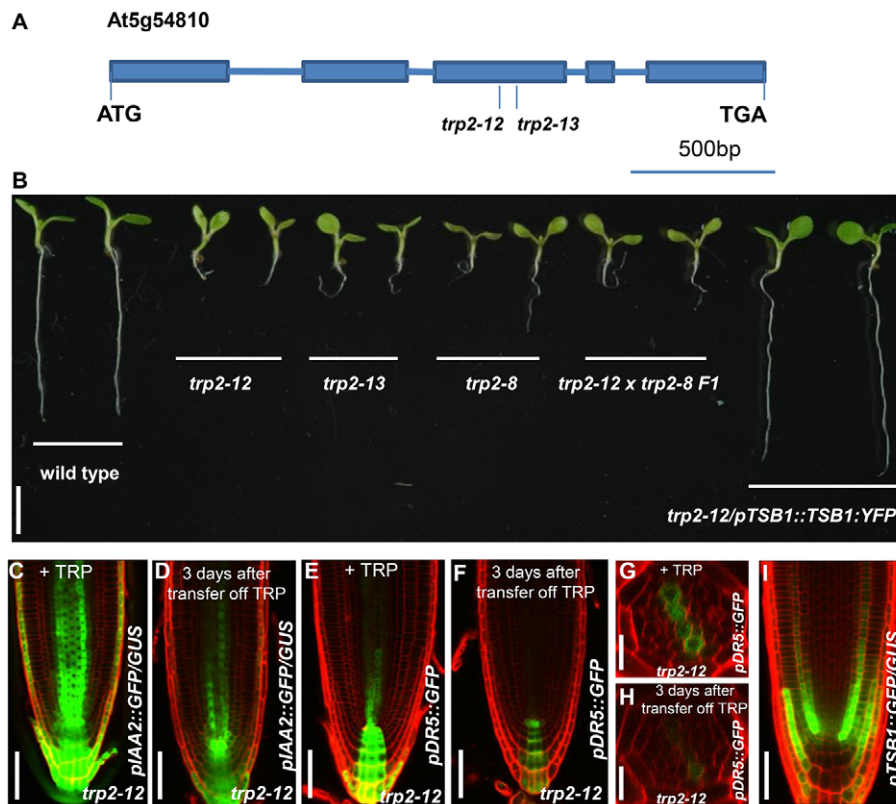 A
At5g54810
ATG
trp2-12
trp2-13
TGA
500bp
B
wild type
trp2-12
trp2-13
trp2-8
trp2-12 x trp2-8 F1
trp2-12/pTSB1::TSB1:YFP
C
+ TRP
pIAA2::GFP/GUS
trp2-12
D
3 days after
transfer off TRP
pIAA2::GFP/GUS
trp2-12
E
+ TRP
pDR5::GFP
trp2-12
F
3 days after
transfer off TRP
pDR5::GFP
trp2-12
G
+ TRP
pDR5::GFP
trp2-12
H
3 days after
transfer off TRP
pDR5::GFP
trp2-12
I
pTSB1::GFP/GUS